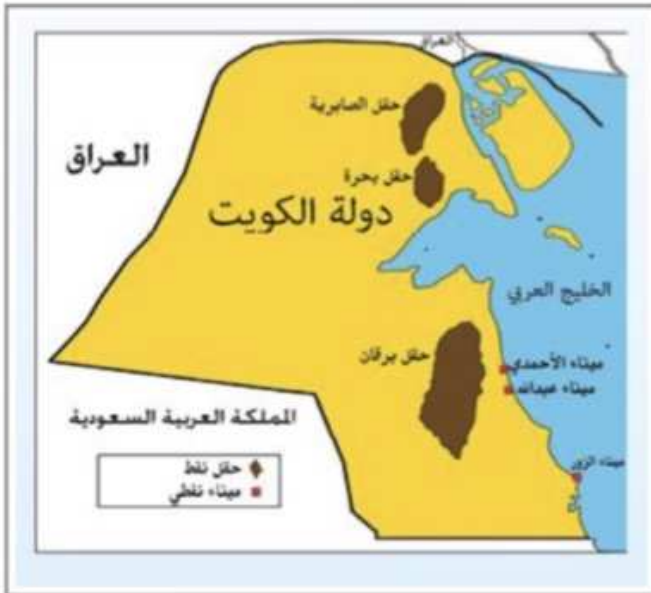 العراق
حقل الصابرية
العراق
حقل بحرة
دولة الكويت
الخليج العربي
حقل برقان
ميناء الأحمدي
ميناء عبدالله
المملكة العربية السعودية
ميناء الزور
حقل نفط
ميناء نفطي